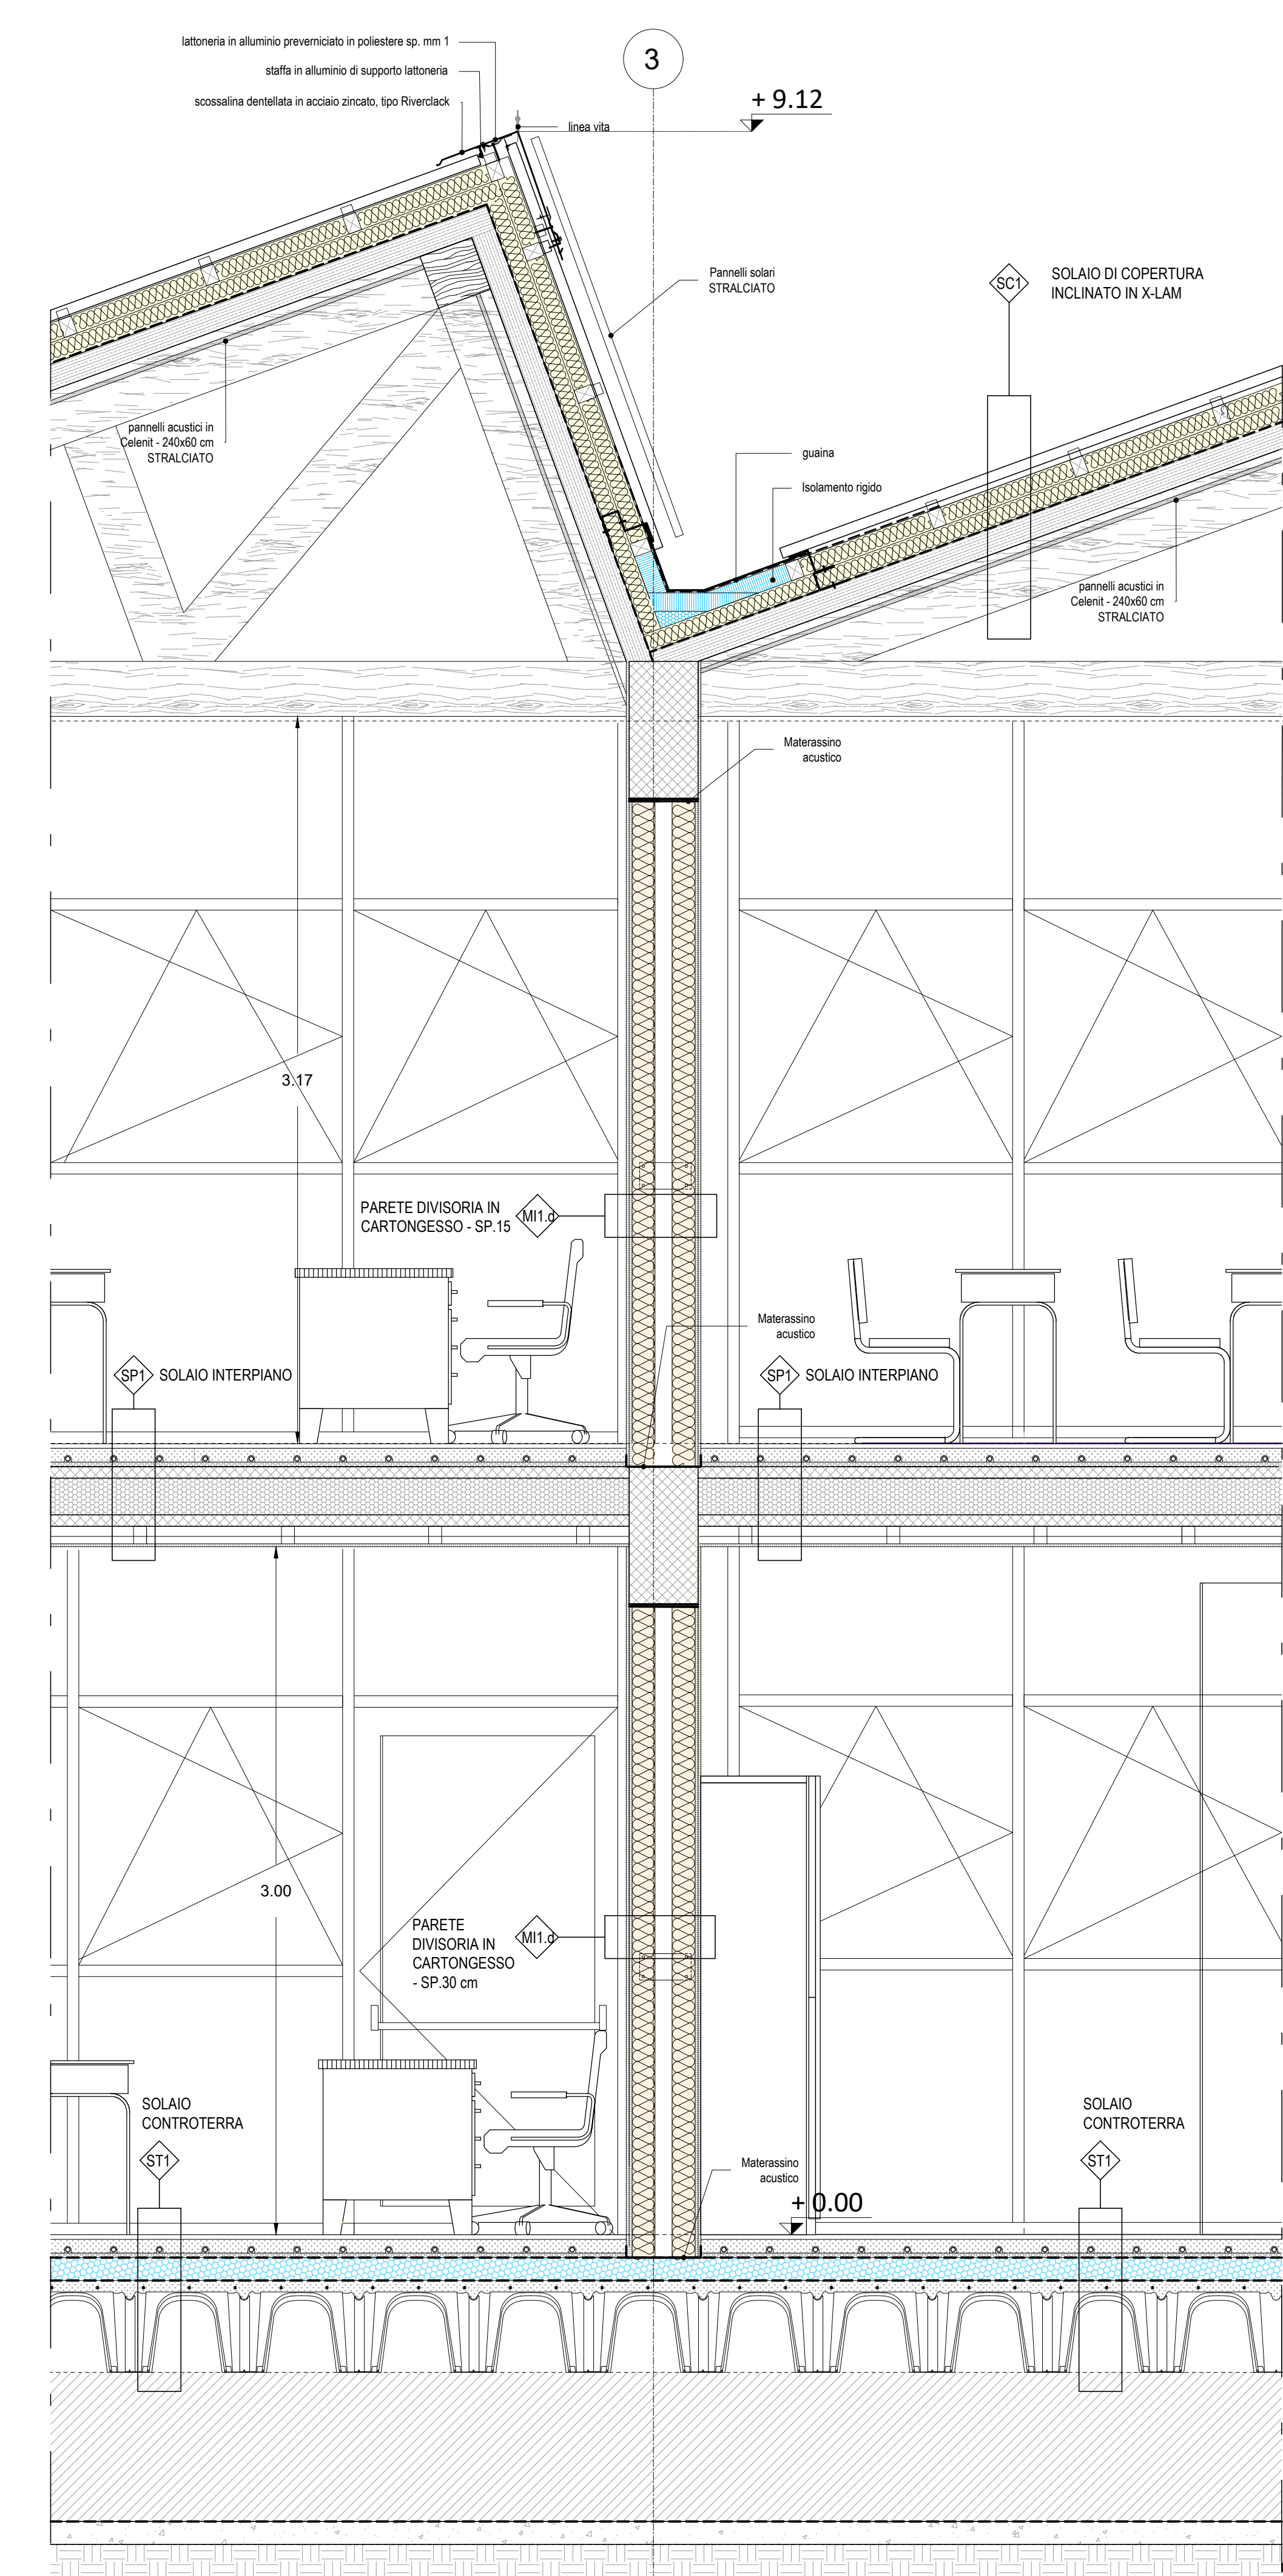 lattoneria in alluminio preverniciato in poliestere sp. mm 1
staffa in alluminio di supporto lattoneria
scossalina dentellata in acciaio zincato, tipo Riverclack
3
+ 9.12
linea vita
Pannelli solari
STRALCIATO
SC1
SOLAIO DI COPERTURA
INCLINATO IN X-LAM
pannelli acustici in
Celenit - 240x60 cm
STRALCIATO
guaina
Isolamento rigido
pannelli acustici in
Celenit - 240x60 cm
STRALCIATO
Materassino
acustico
3.17
PARETE DIVISORIA IN
CARTONGESSO - SP.15
MI1.d
Materassino
acustico
SP1
SOLAIO INTERPIANO
SP1
SOLAIO INTERPIANO
3.00
PARETE
DIVISORIA IN
CARTONGESSO
- SP.30 cm
MI1.d
SOLAIO
CONTROTERRA
ST1
SOLAIO
CONTROTERRA
ST1
Materassino
acustico
+ 0.00